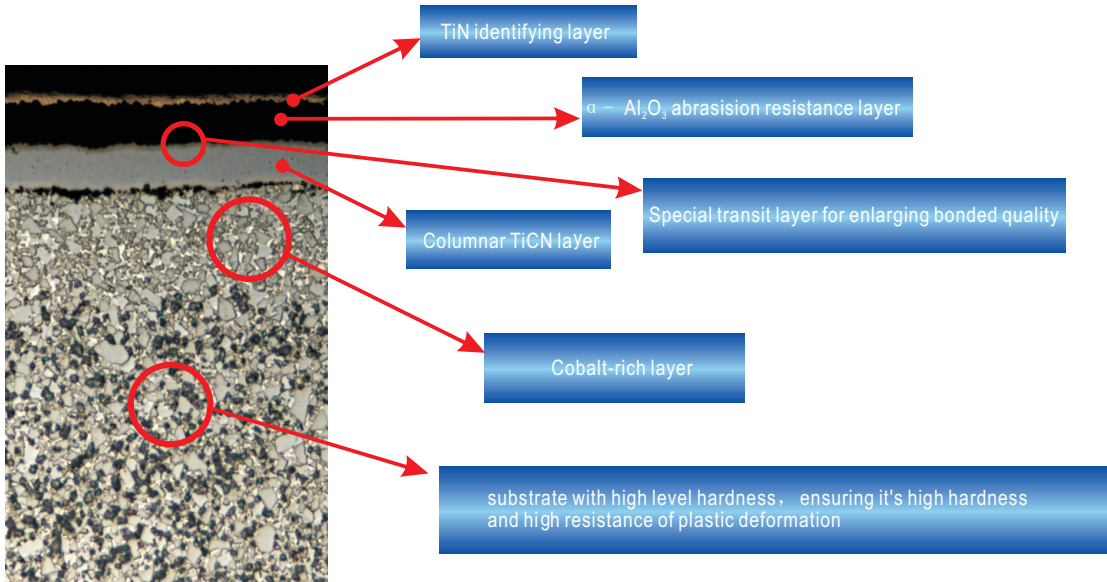 TiN identifying layer
α－ Al₂O₃ abrasision resistance layer
Special transit layer for enlarging bonded quality
Columnar TiCN layer
Cobalt-rich layer
substrate with high level hardness，ensuring it's high hardness
and high resistance of plastic deformation